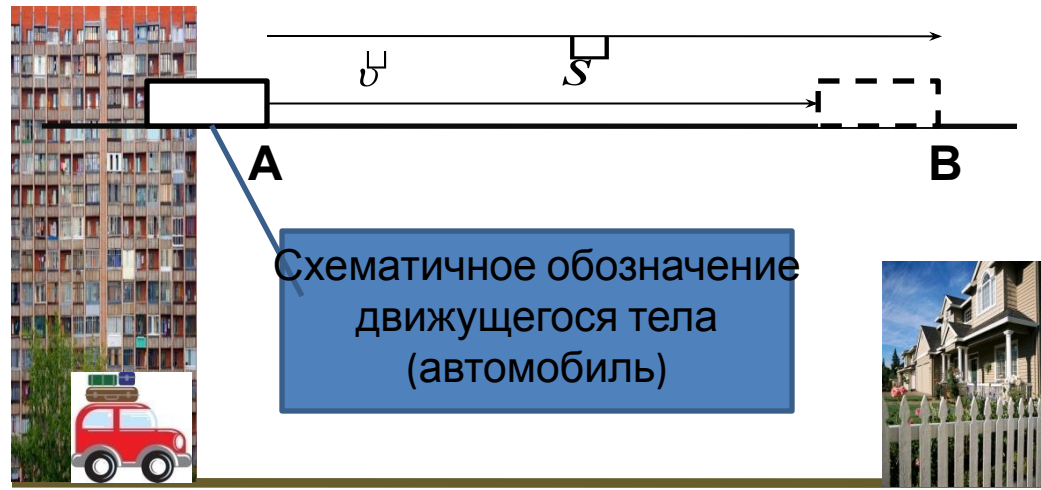 υ
S
A
B
Схематичное обозначение
движущегося тела
(автомобиль)